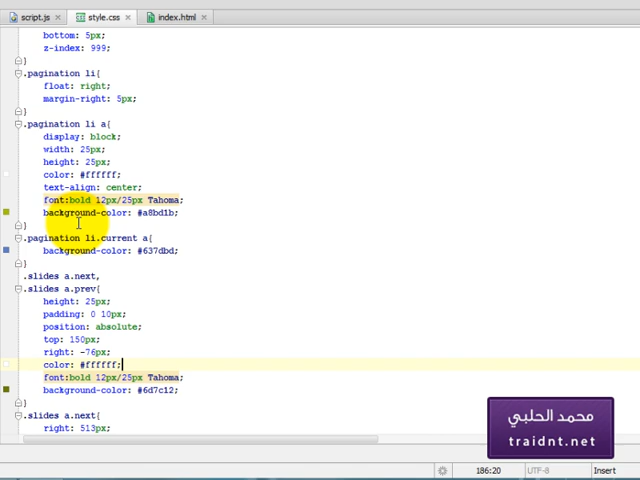 script.js style.css index.html
bottom: 5px;
z-index: 999;
}
.pagination li{
float: right;
margin-right: 5px;
}
.pagination li a{
display: block;
width: 25px;
height: 25px;
color: #ffffff;
text-align: center;
font:bold 12px/25px Tahoma;
background-color: #a8bd1b;
}
.pagination li.current a{
background-color: #637dbd;
}
.slides a.next,
.slides a.prev{
height: 25px;
padding: 0 10px;
position: absolute;
top: 150px;
right: -76px;
color: #ffffff;
font:bold 12px/25px Tahoma;
background-color: #6d7c12;
}
.slides a.next{
right: 513px;
محمد الحلبي
traidnt.net
186:20 UTF-8 Insert